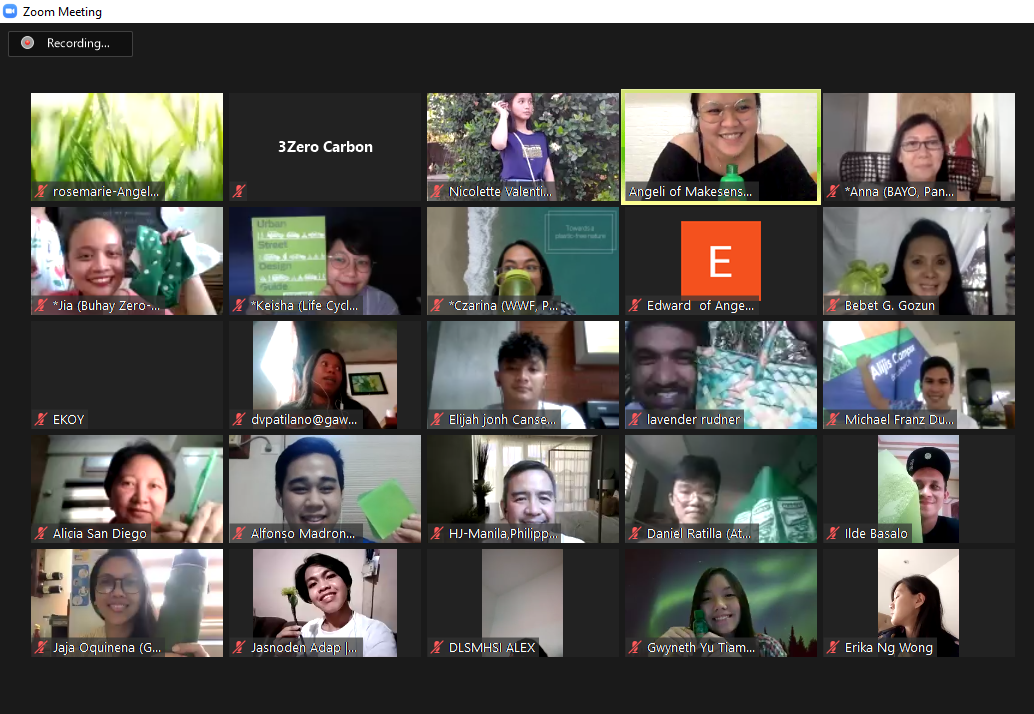 Zoom Meeting
Recording...
rosemarie-Angel...
3Zero Carbon
Nicolette Valenti...
Angeli of Makesens...
*Anna (BAYO, Pan...
*Jia (Buhay Zero-...
Urban
Street
Design
Guide
*Keisha (Life Cycl...
Towards a
plastic-free nature
*Czarina (WWF, P...
E
Edward of Ange...
Bebet G. Gozun
EKOY
dvpatilano@gaw...
Elijah jonh Canse...
lavender rudner
Alijis Campus
Michael Franz Du...
Alicia San Diego
Alfonso Madron...
HJ-Manila,Philipp...
Daniel Ratilla (At...
Ilde Basalo
Jaja Oquinena (G...
Jasnoden Adap |...
DLSMHSI ALEX
Gwyneth Yu Tiam...
Erika Ng Wong